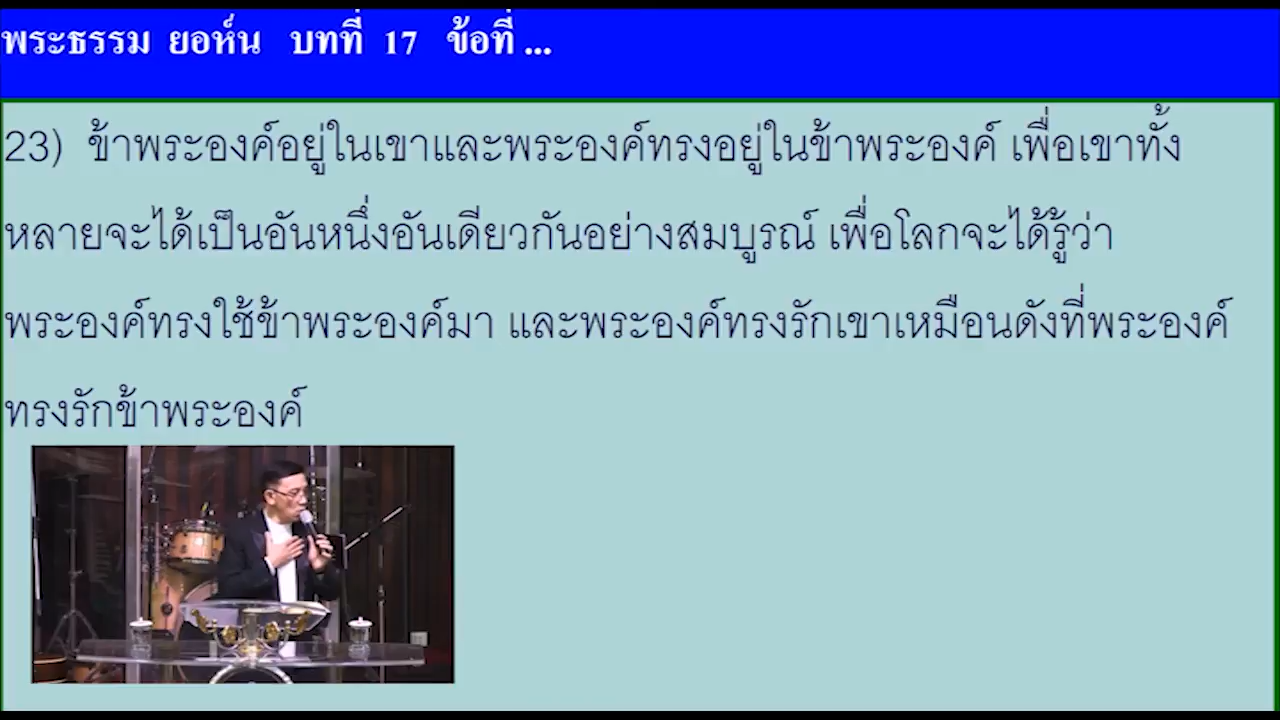 พระธรรม ยอห์น บทที่ 17 ข้อที่ ...
23) ข้าพระองค์อยู่ในเขาและพระองค์ทรงอยู่ในข้าพระองค์ เพื่อเขาทั้ง
หลายจะได้เป็นอันหนึ่งอันเดียวกันอย่างสมบูรณ์ เพื่อโลกจะได้รู้ว่า
พระองค์ทรงใช้ข้าพระองค์มา และพระองค์ทรงรักเขาเหมือนดังที่พระองค์
ทรงรักข้าพระองค์